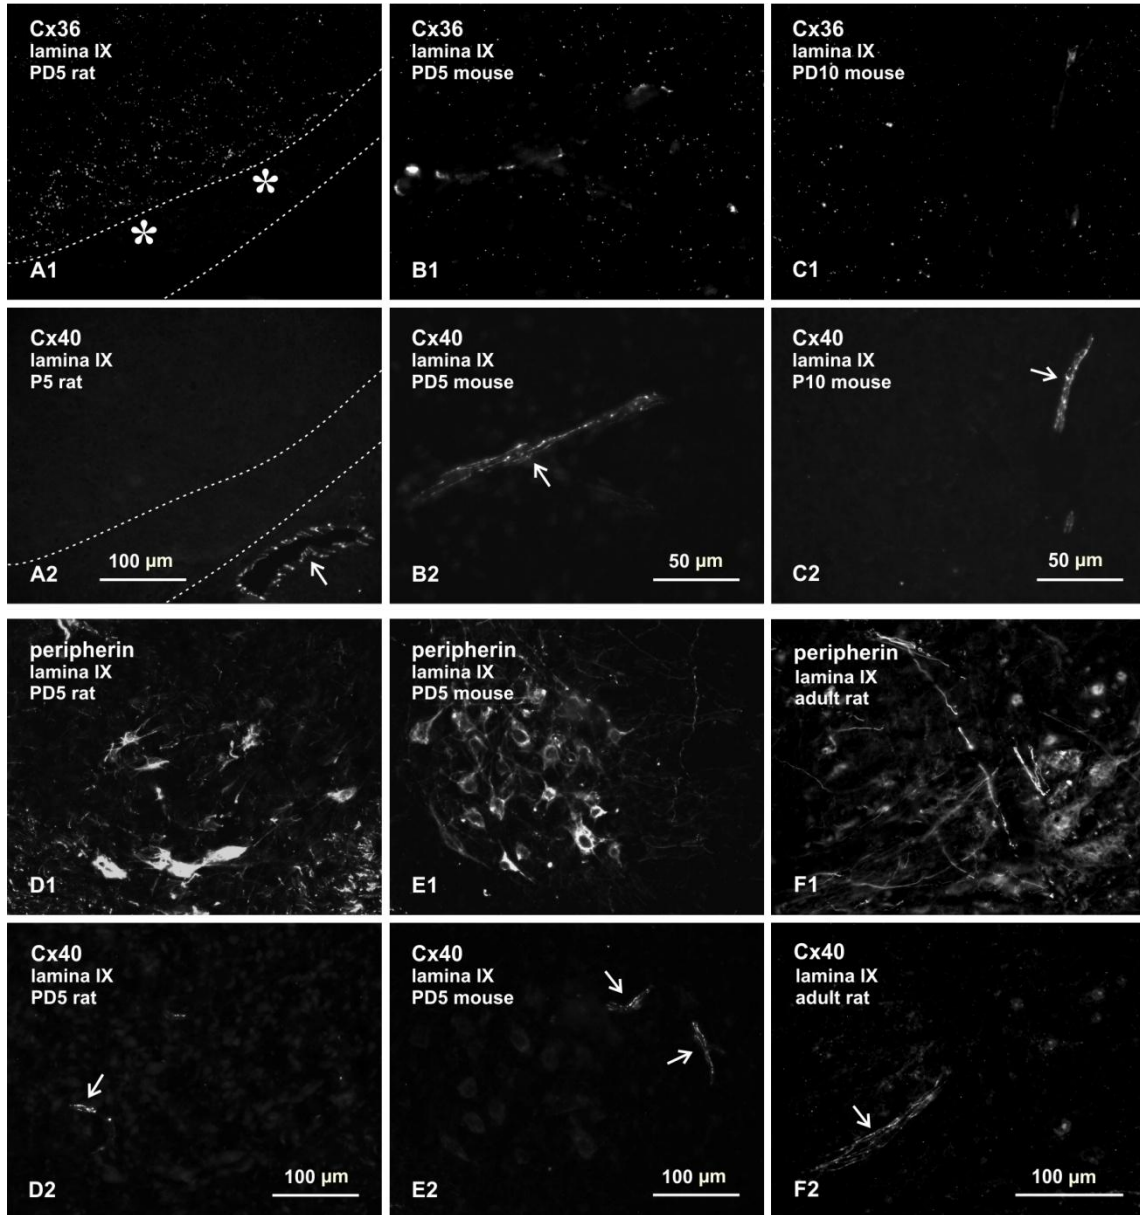 Cx36
lamina IX
PD5 rat
A1
Cx36
lamina IX
PD5 mouse
B1
Cx36
lamina IX
PD10 mouse
C1
Cx40
lamina IX
P5 rat
100 µm
A2
Cx40
lamina IX
PD5 mouse
50 µm
B2
Cx40
lamina IX
P10 mouse
50 µm
C2
peripherin
lamina IX
PD5 rat
D1
peripherin
lamina IX
PD5 mouse
E1
peripherin
lamina IX
adult rat
F1
Cx40
lamina IX
PD5 rat
100 µm
D2
Cx40
lamina IX
PD5 mouse
100 µm
E2
Cx40
lamina IX
adult rat
100 µm
F2